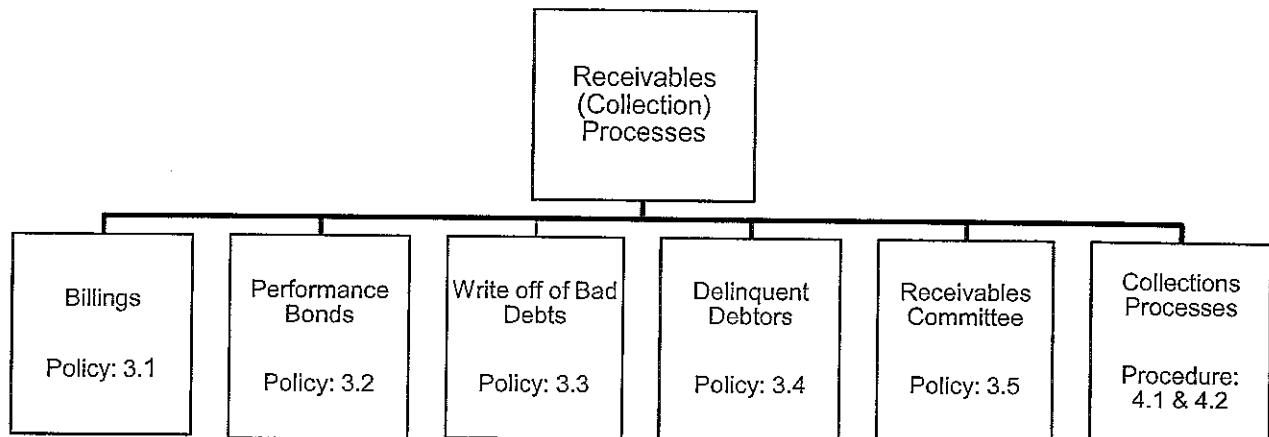 Receivables
(Collection)
Processes
Billings
Policy: 3.1
Performance
Bonds
Policy: 3.2
Write off of Bad
Debts
Policy: 3.3
Delinquent
Debtors
Policy: 3.4
Receivables
Committee
Policy: 3.5
Collections
Processes
Procedure:
4.1 & 4.2